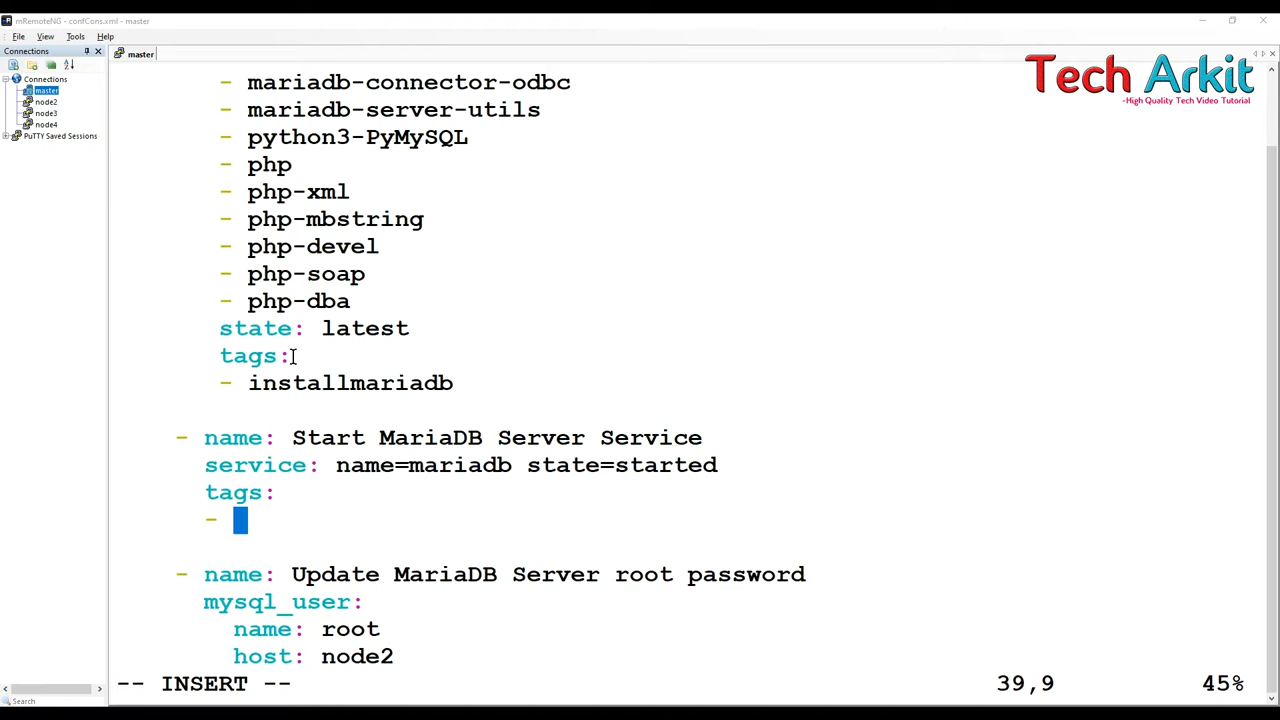 mRemoteNG - confCons.xml - master
File View Tools Help
Connections
master
Connections
master
node2
node3
node4
PuTTY Saved Sessions
Tech Arkit
-High Quality Tech Video Tutorial
- mariadb-connector-odbc
- mariadb-server-utils
- python3-PyMySQL
- php
- php-xml
- php-mbstring
- php-devel
- php-soap
- php-dba
state: latest
tags:
- installmariadb
- name: Start MariaDB Server Service
service: name=mariadb state=started
tags:
-
- name: Update MariaDB Server root password
mysql_user:
name: root
host: node2
-- INSERT -- 39,9 45%
Search